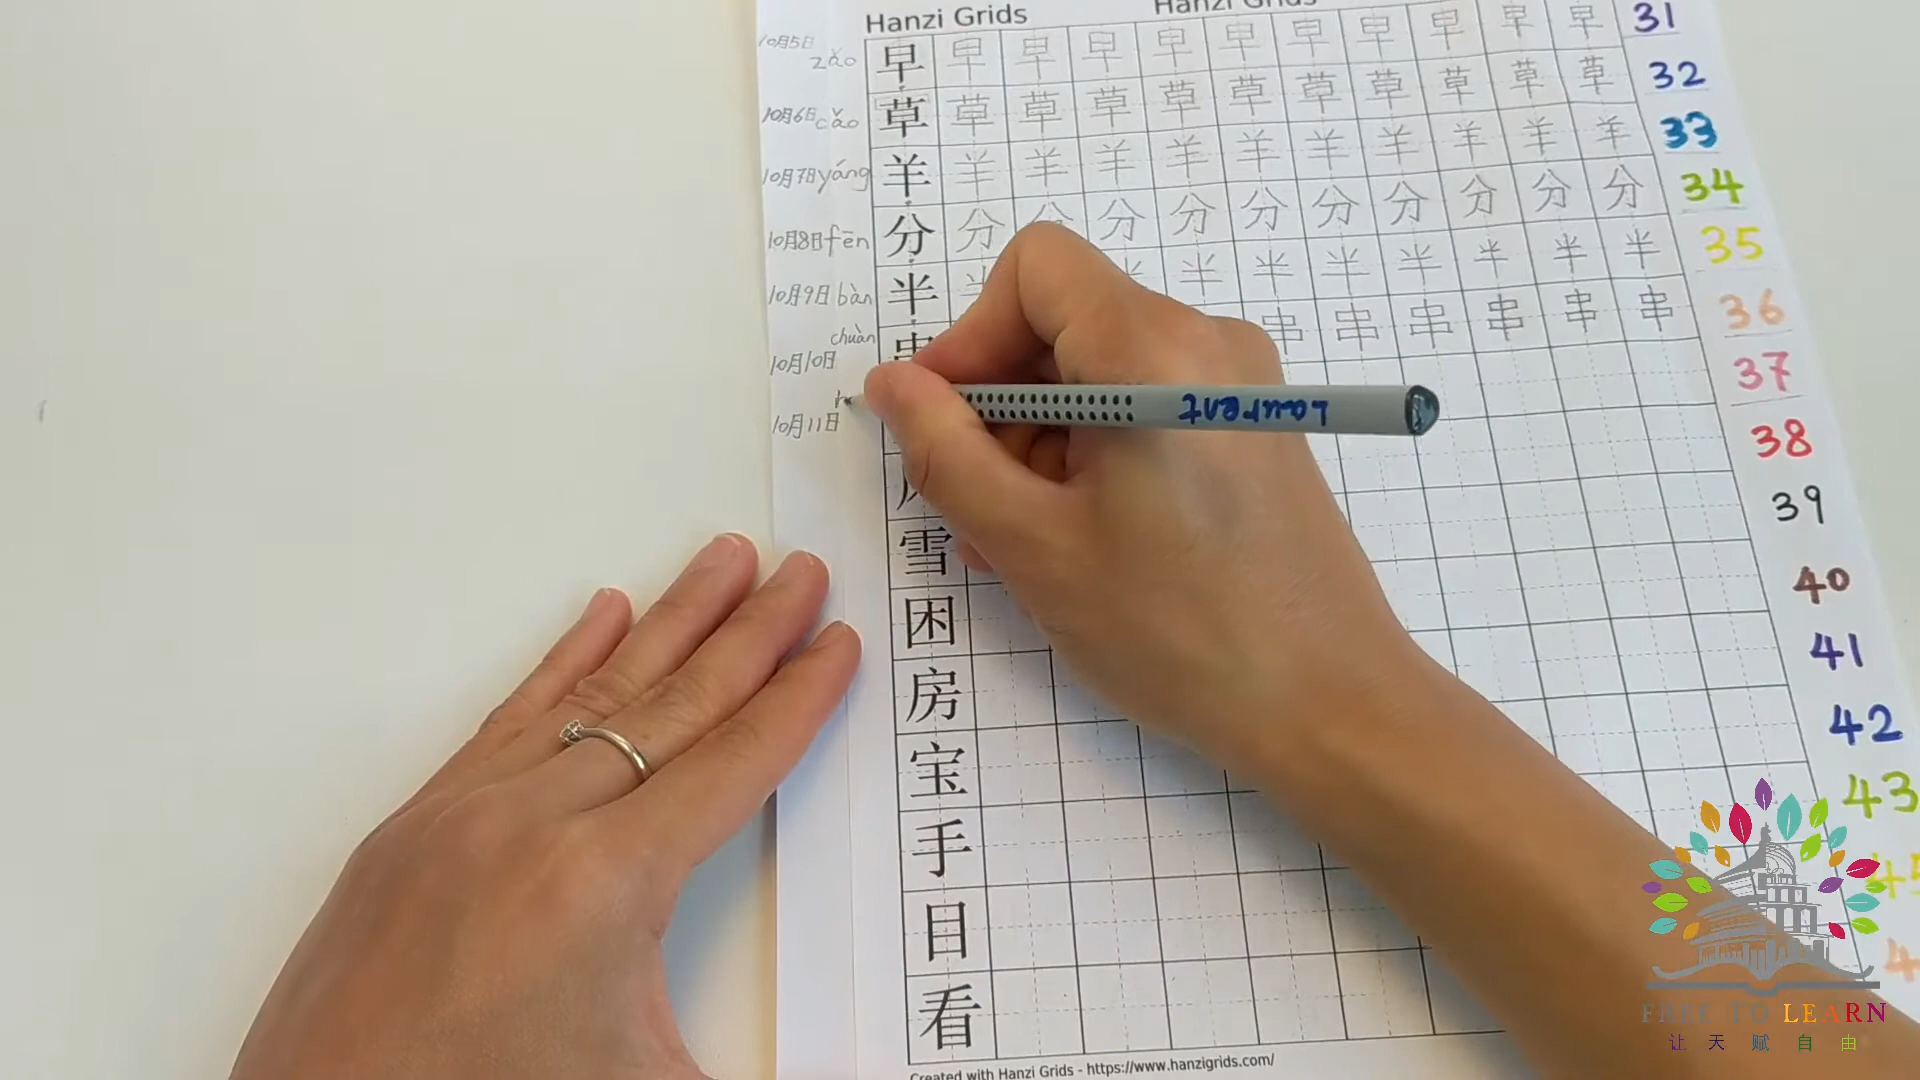 Hanzi Grids Hanzi Grids
10月5日 zǎo 早 早 早 早 早 早 早 早 早 早 早 31
10月6日 cǎo 草 草 草 草 草 草 草 草 草 草 草 32
10月7日 yáng 羊 羊 羊 羊 羊 羊 羊 羊 羊 羊 羊 33
10月8日 fēn 分 分 分 分 分 分 分 分 分 分 分 34
10月9日 bàn 半 半 半 半 半 半 半 半 半 半 35
10月10日 chuàn 串 串 串 串 串 串 串 36
10月11日 37
38
雪 39
困 40
房 41
宝 42
手 43
目 45
看
Created with Hanzi Grids - https://www.hanzigrids.com/
Laurent
FREE TO LEARN
让天赋自由